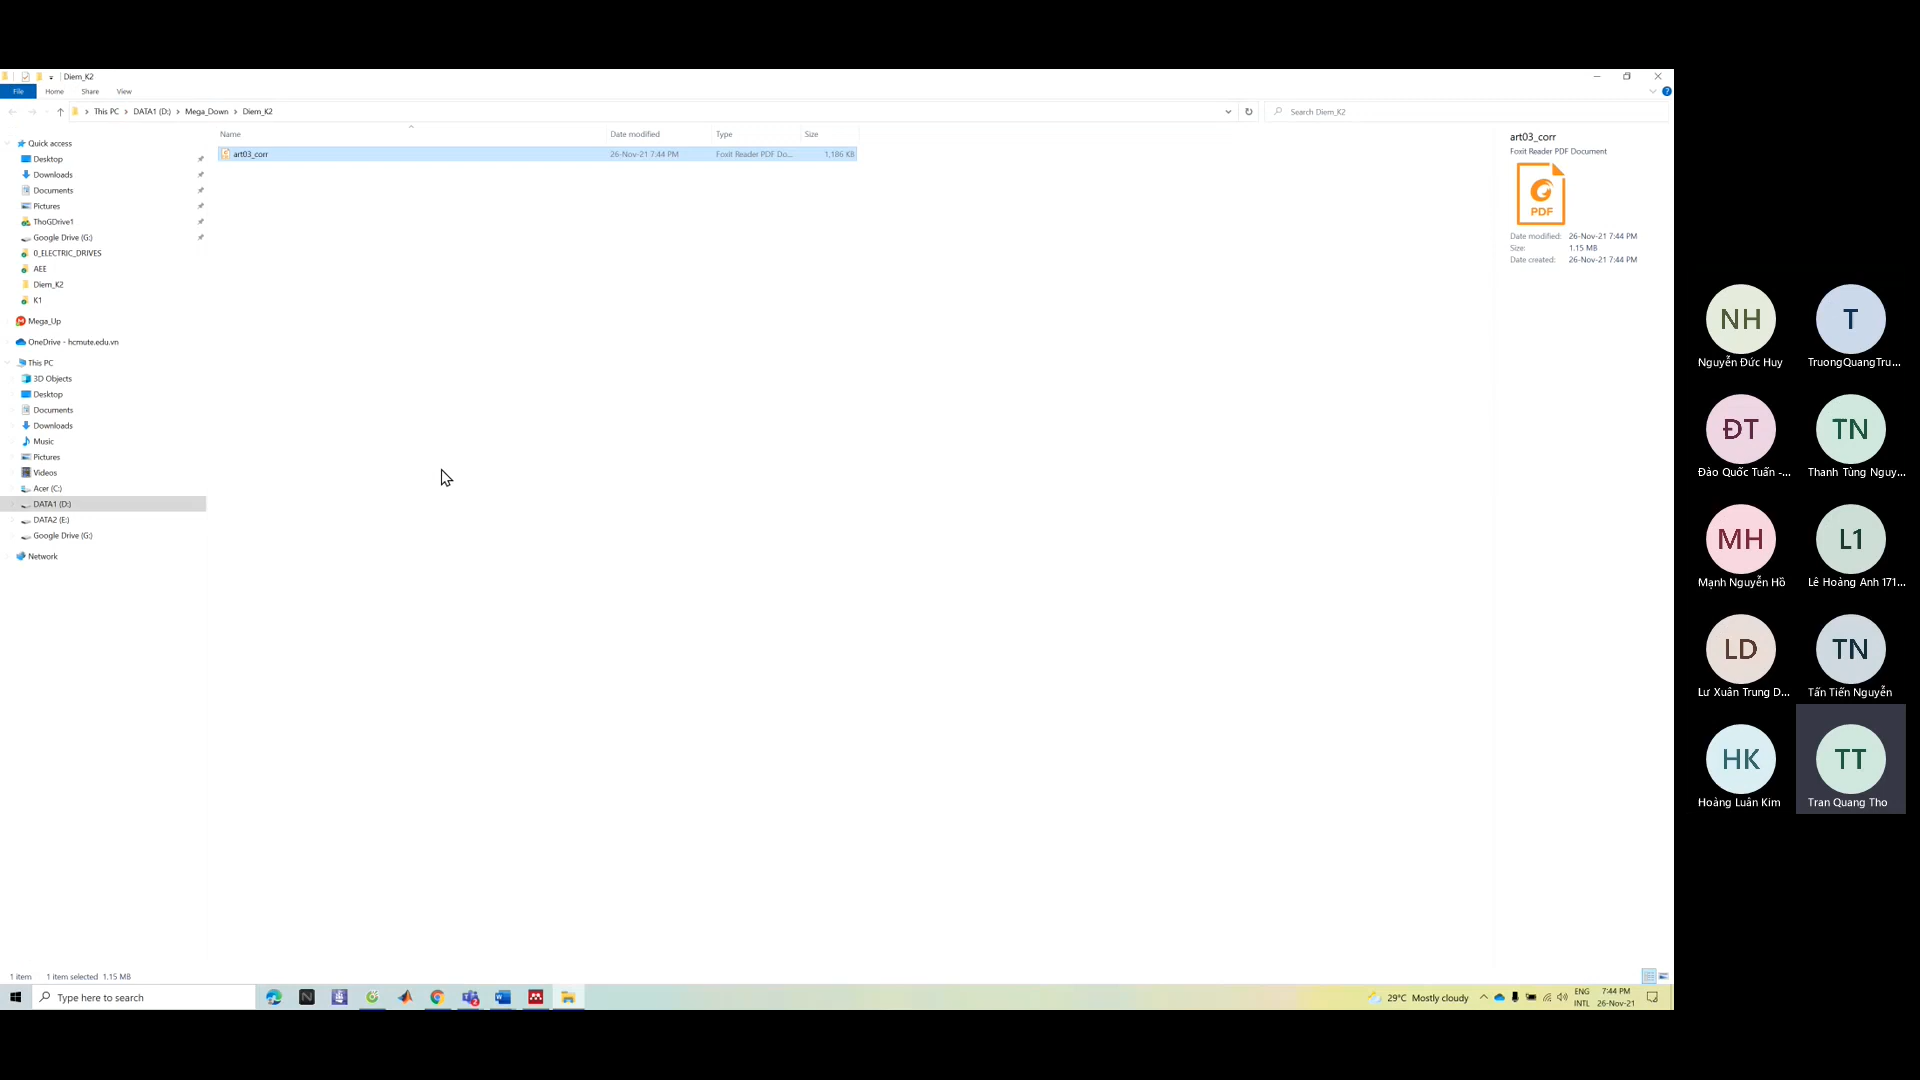 Diem_K2
File Home Share View
This PC > DATA1 (D:) > Mega_Down > Diem_K2
Search Diem_K2
Name Date modified Type Size
art03_corr 26-Nov-21 7:44 PM Foxit Reader PDF Do... 1,186 KB
Quick access
Desktop
Downloads
Documents
Pictures
ThoGDrive1
Google Drive (G:)
0_ELECTRIC_DRIVES
AEE
Diem_K2
K1
Mega_Up
OneDrive - hcmute.edu.vn
This PC
3D Objects
Desktop
Documents
Downloads
Music
Pictures
Videos
Acer (C:)
DATA1 (D:)
DATA2 (E:)
Google Drive (G:)
Network
art03_corr
Foxit Reader PDF Document
PDF
Date modified: 26-Nov-21 7:44 PM
Size: 1.15 MB
Date created: 26-Nov-21 7:44 PM
1 item 1 item selected 1.15 MB
Type here to search
29°C Mostly cloudy
ENG
INTL
7:44 PM
26-Nov-21
NH T
Nguyễn Đức Huy TruongQuangTru...
ĐT TN
Đào Quốc Tuấn -... Thanh Tùng Nguy...
MH L1
Mạnh Nguyễn Hồ Lê Hoàng Anh 171...
LD TN
Lư Xuân Trung D... Tấn Tiến Nguyễn
HK TT
Hoàng Luân Kim Tran Quang Tho